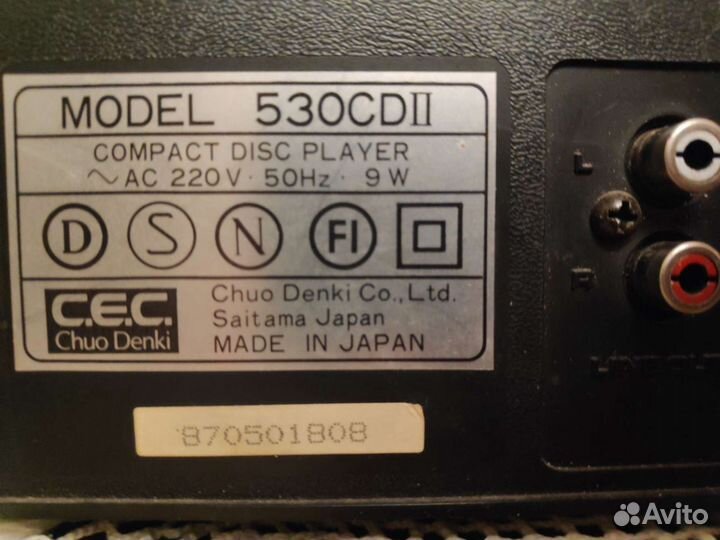 MODEL 530CDII
COMPACT DISC PLAYER
~AC 220V · 50Hz · 9W
D S N FI
C.E.C.
Chuo Denki
Chuo Denki Co.,Ltd.
Saitama Japan
MADE IN JAPAN
870501808
L
R
Avito